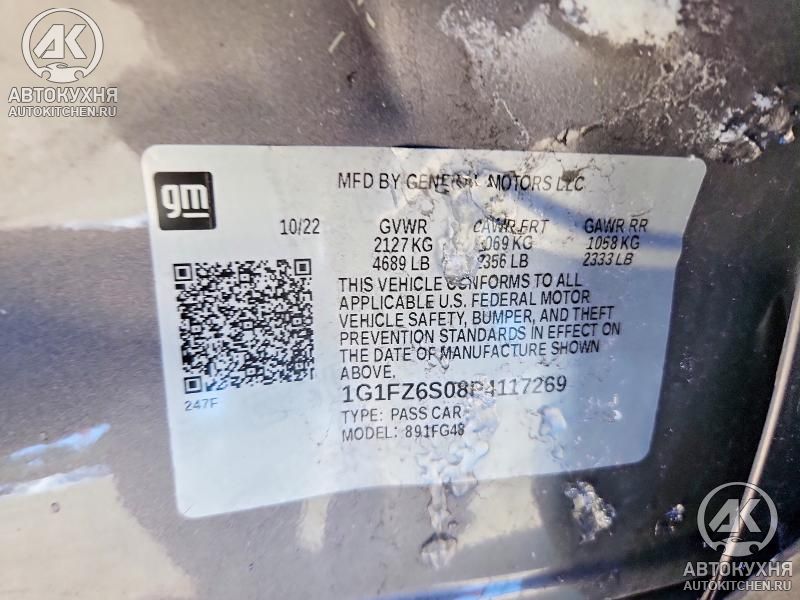 AK
АВТОКУХНЯ
AUTOKITCHEN.RU
gm
MFD BY GENERAL MOTORS LLC
10/22 GVWR GAWR FRT GAWR RR
2127 KG 1069 KG 1058 KG
4689 LB 2356 LB 2333 LB
THIS VEHICLE CONFORMS TO ALL
APPLICABLE U.S. FEDERAL MOTOR
VEHICLE SAFETY, BUMPER, AND THEFT
PREVENTION STANDARDS IN EFFECT ON
THE DATE OF MANUFACTURE SHOWN
ABOVE.
247F
1G1FZ6S08P4117269
TYPE: PASS CAR
MODEL: 891FG48
AK
АВТОКУХНЯ
AUTOKITCHEN.RU